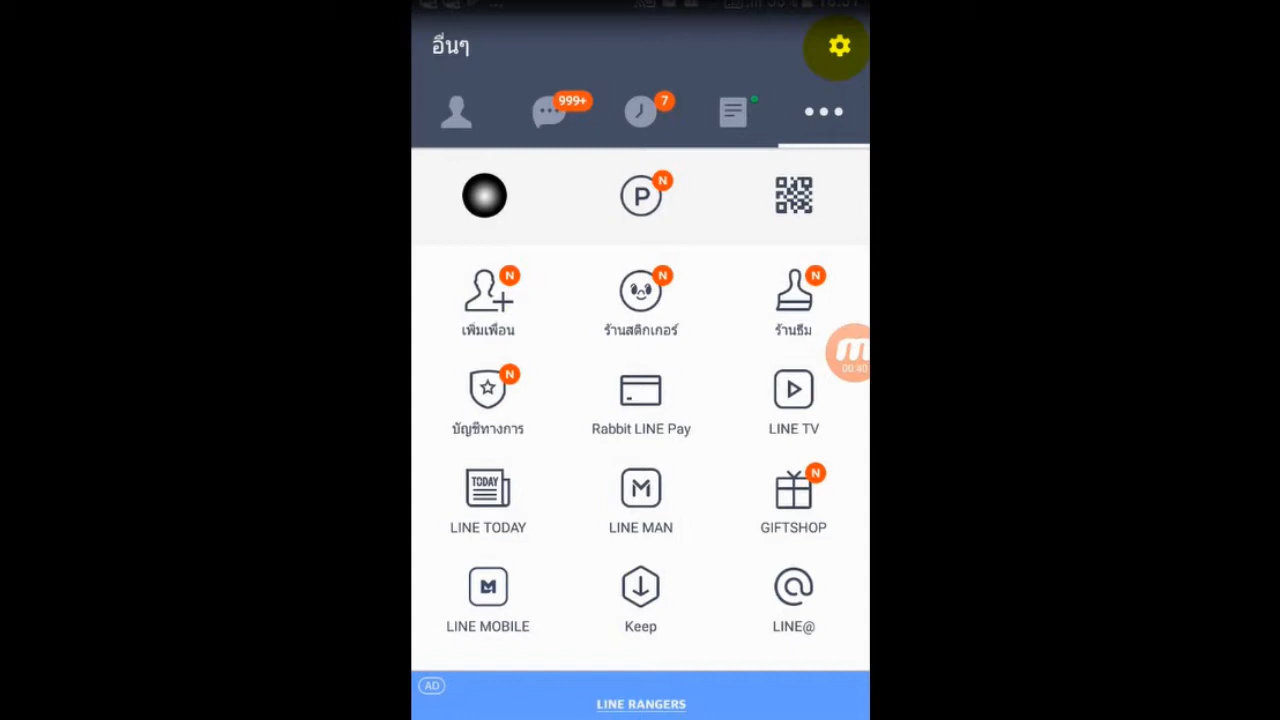 อื่นๆ
999+
7
N
P
N
N
N
เพิ่มเพื่อน
ร้านสติกเกอร์
ร้านธีม
N
00:40
บัญชีทางการ
Rabbit LINE Pay
LINE TV
TODAY
M
N
LINE TODAY
LINE MAN
GIFTSHOP
M
LINE MOBILE
Keep
LINE@
AD
LINE RANGERS